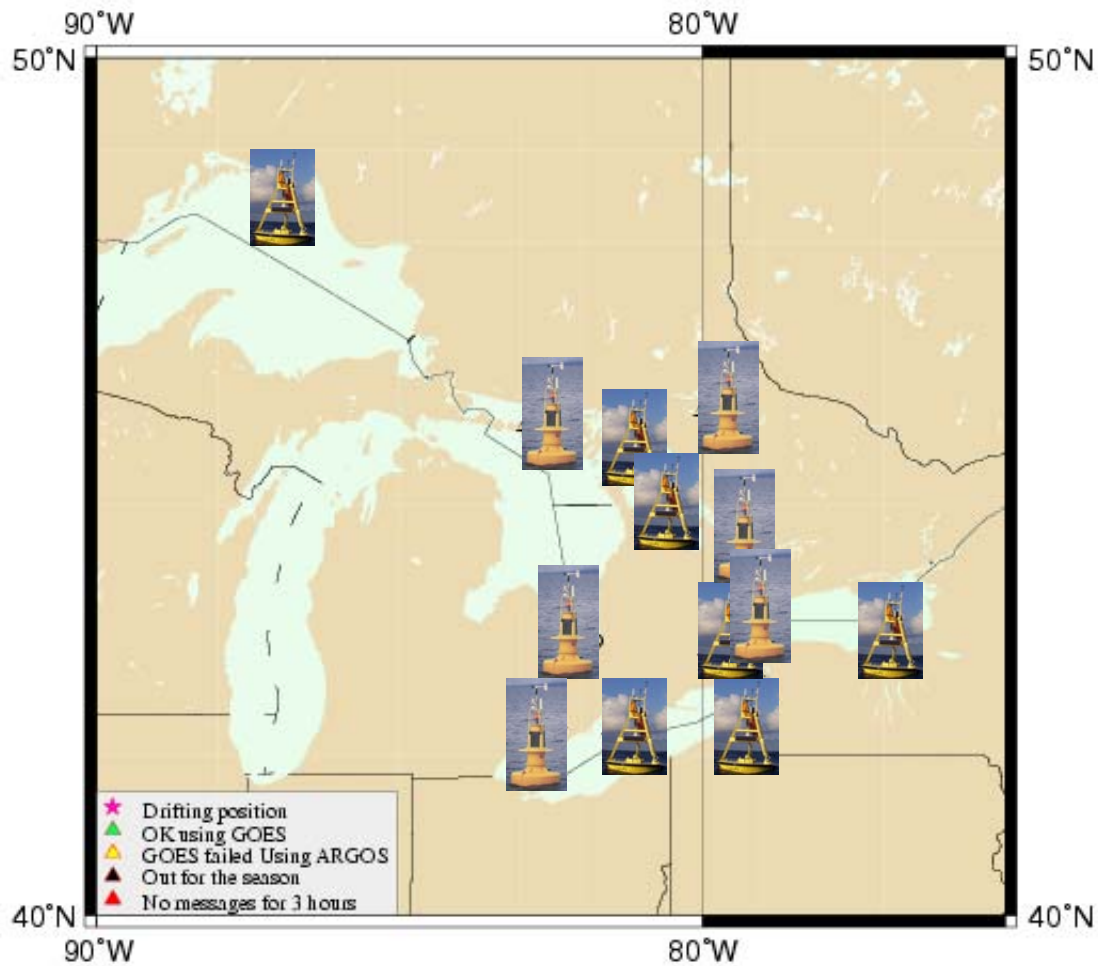 90°W 80°W
50°N 50°N
Drifting position
OK using GOES
GOES failed Using ARGOS
Out for the season
No messages for 3 hours
40°N 40°N
90°W 80°W